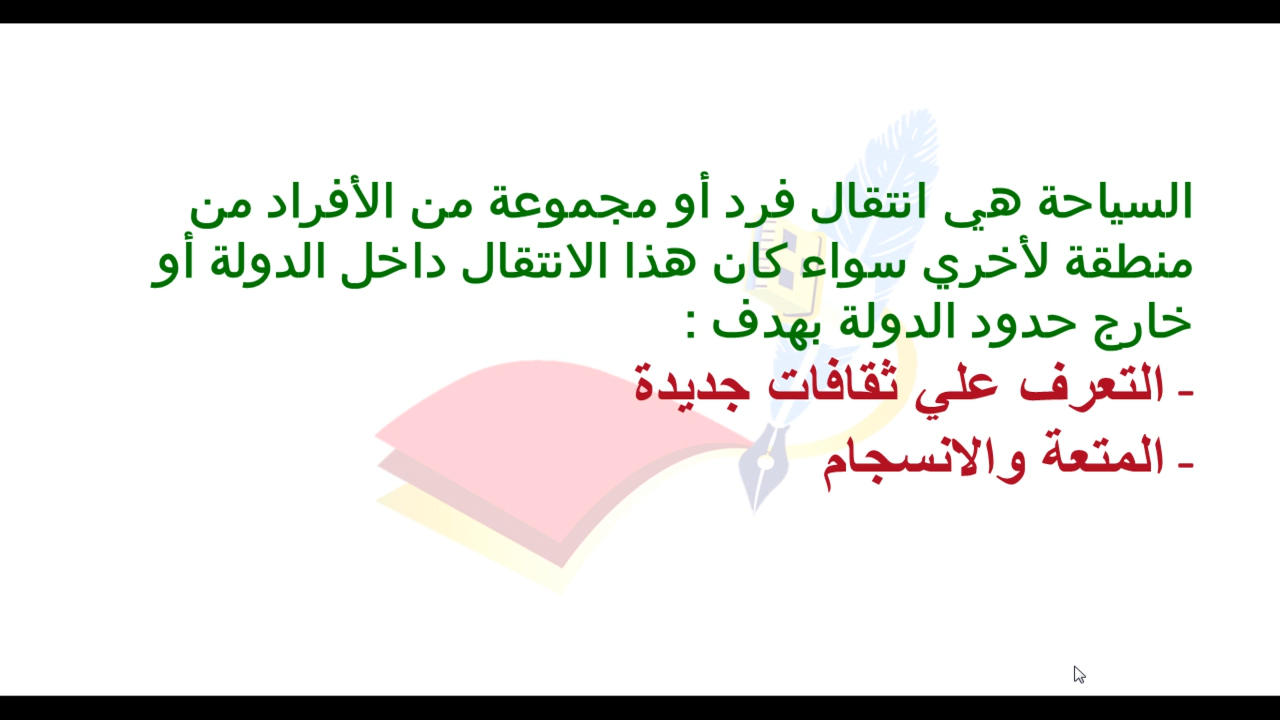 السياحة هي انتقال فرد أو مجموعة من الأفراد من
منطقة لأخري سواء كان هذا الانتقال داخل الدولة أو
خارج حدود الدولة بهدف :
- التعرف علي ثقافات جديدة
- المتعة والانسجام